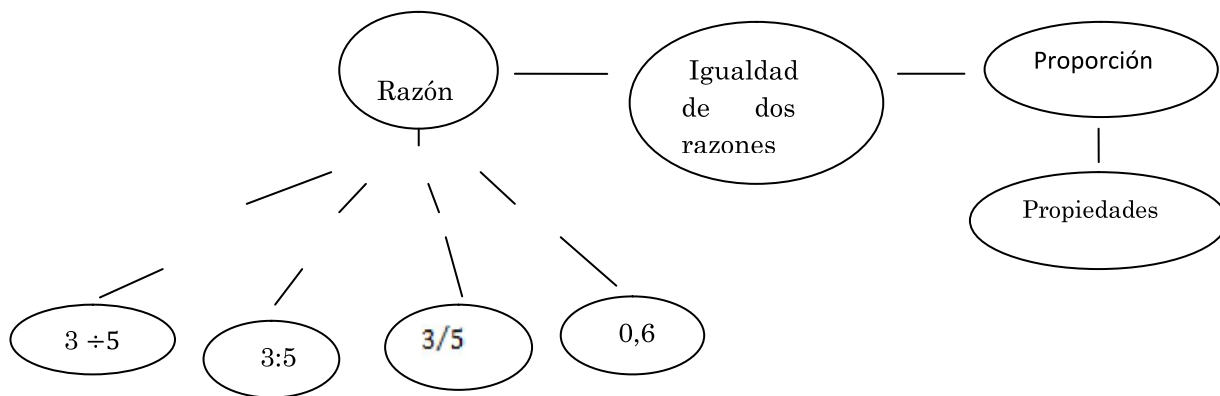 Razón
Igualdad
de dos
razones
Proporción
Propiedades
3 ÷5
3:5
3/5
0,6